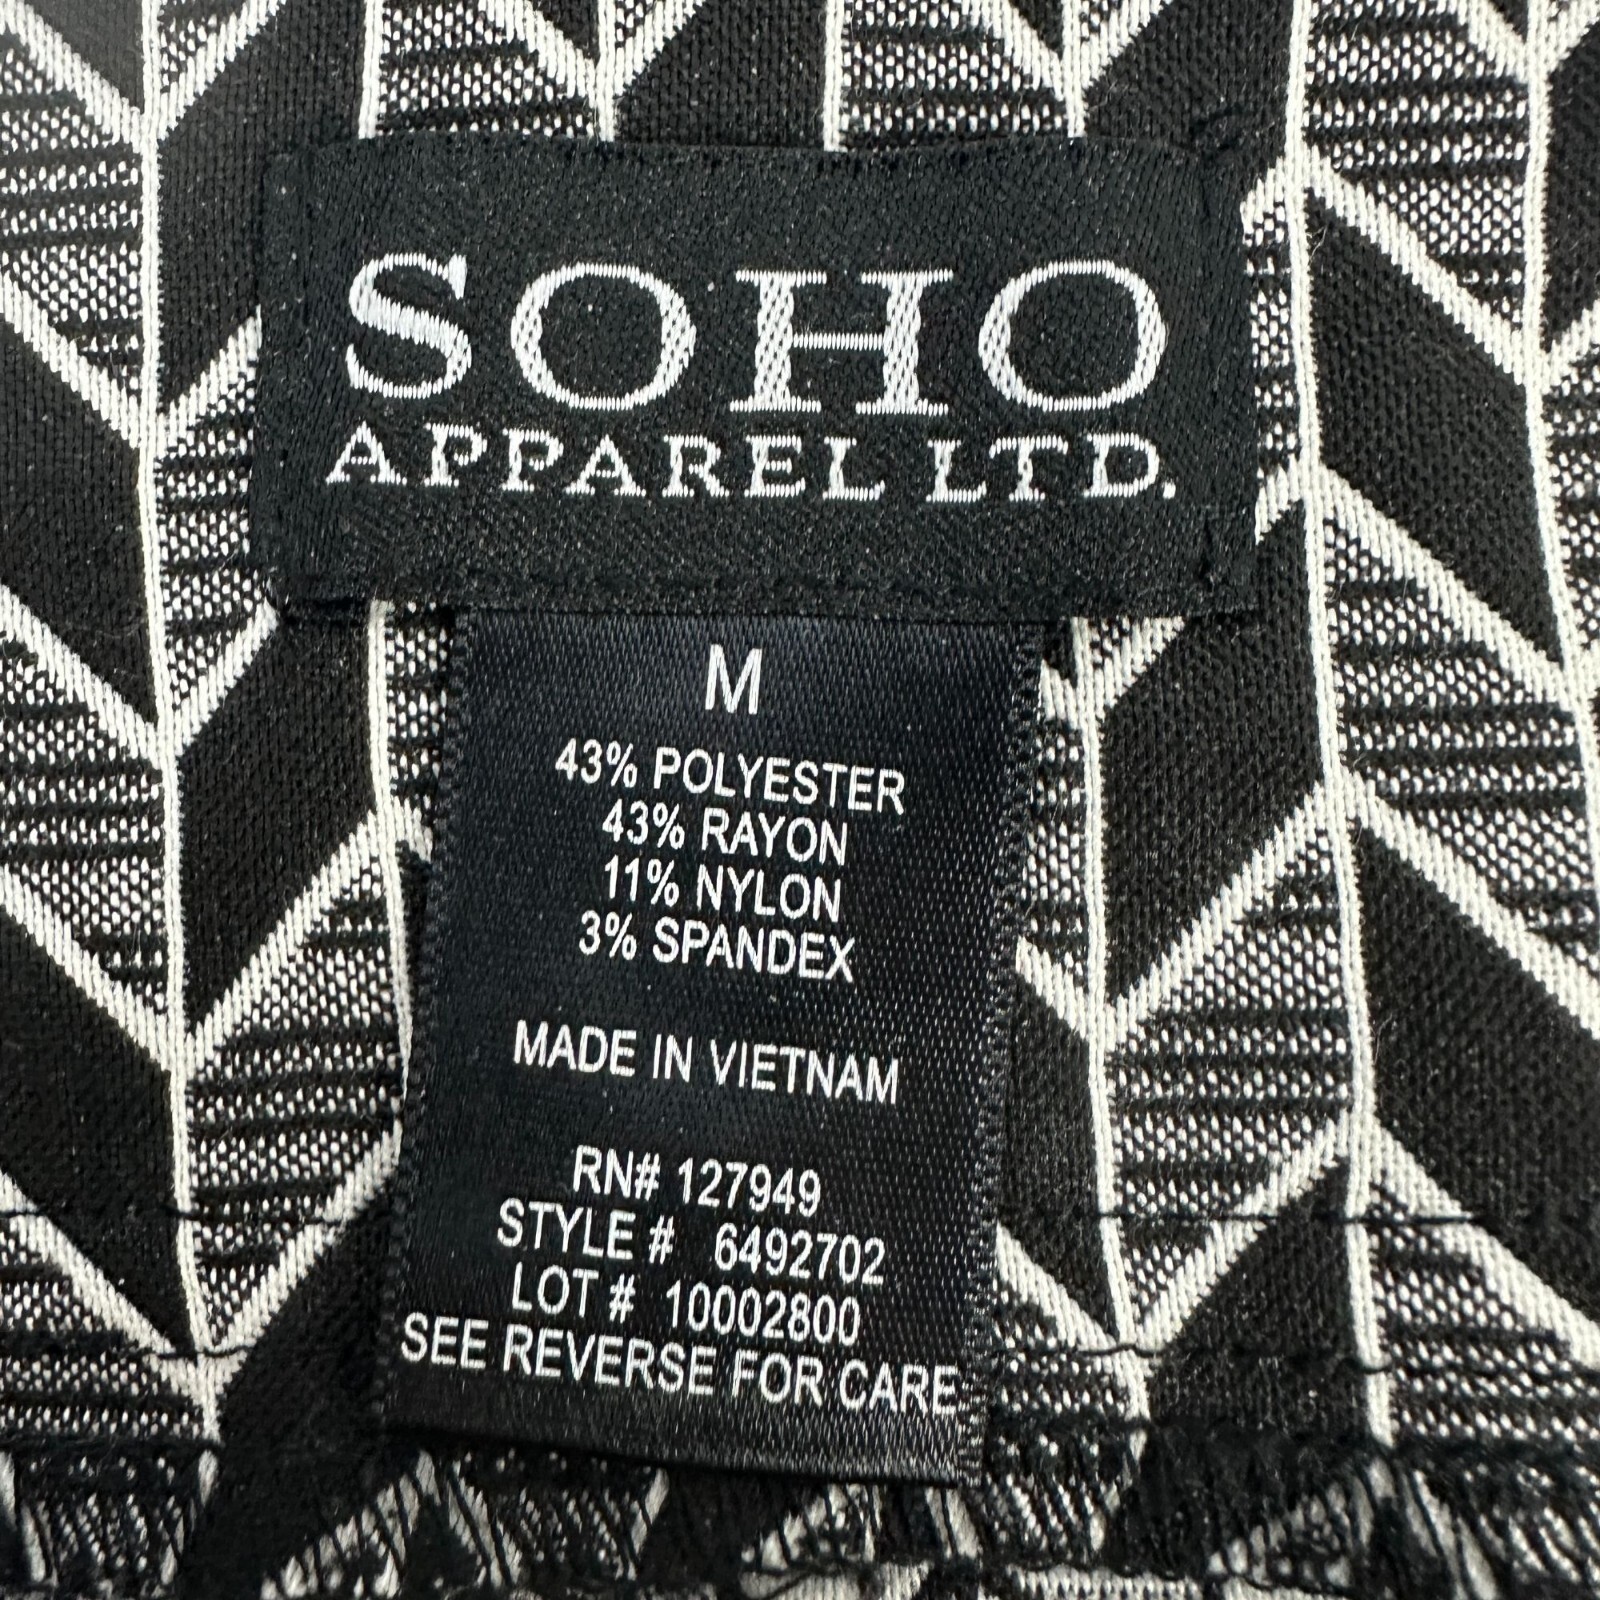 SOHO
APPAREL LTD.
M
43% POLYESTER
43% RAYON
11% NYLON
3% SPANDEX
MADE IN VIETNAM
RN# 127949
STYLE # 6492702
LOT # 10002800
SEE REVERSE FOR CARE